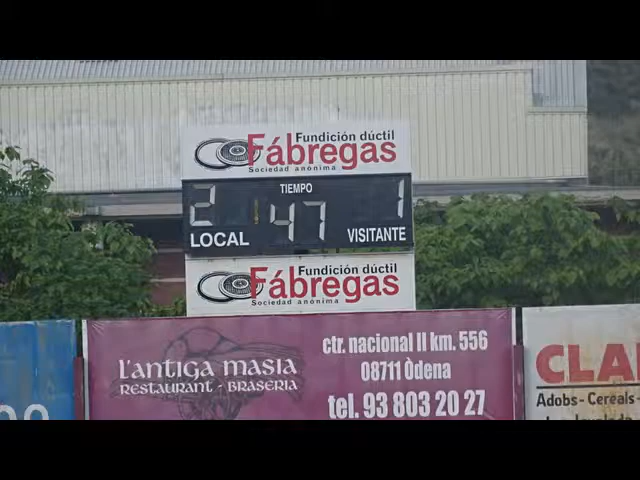 Fundición dúctil
Fábregas
Sociedad anónima
2 TIEMPO 1
47
LOCAL VISITANTE
Fundición dúctil
Fábregas
Sociedad anónima
L'ANTIGA MASIA
RESTAURANT - BRASERIA
ctr. nacional II km. 556
08711 Òdena
tel. 93 803 20 27
Adobs - Cereals -